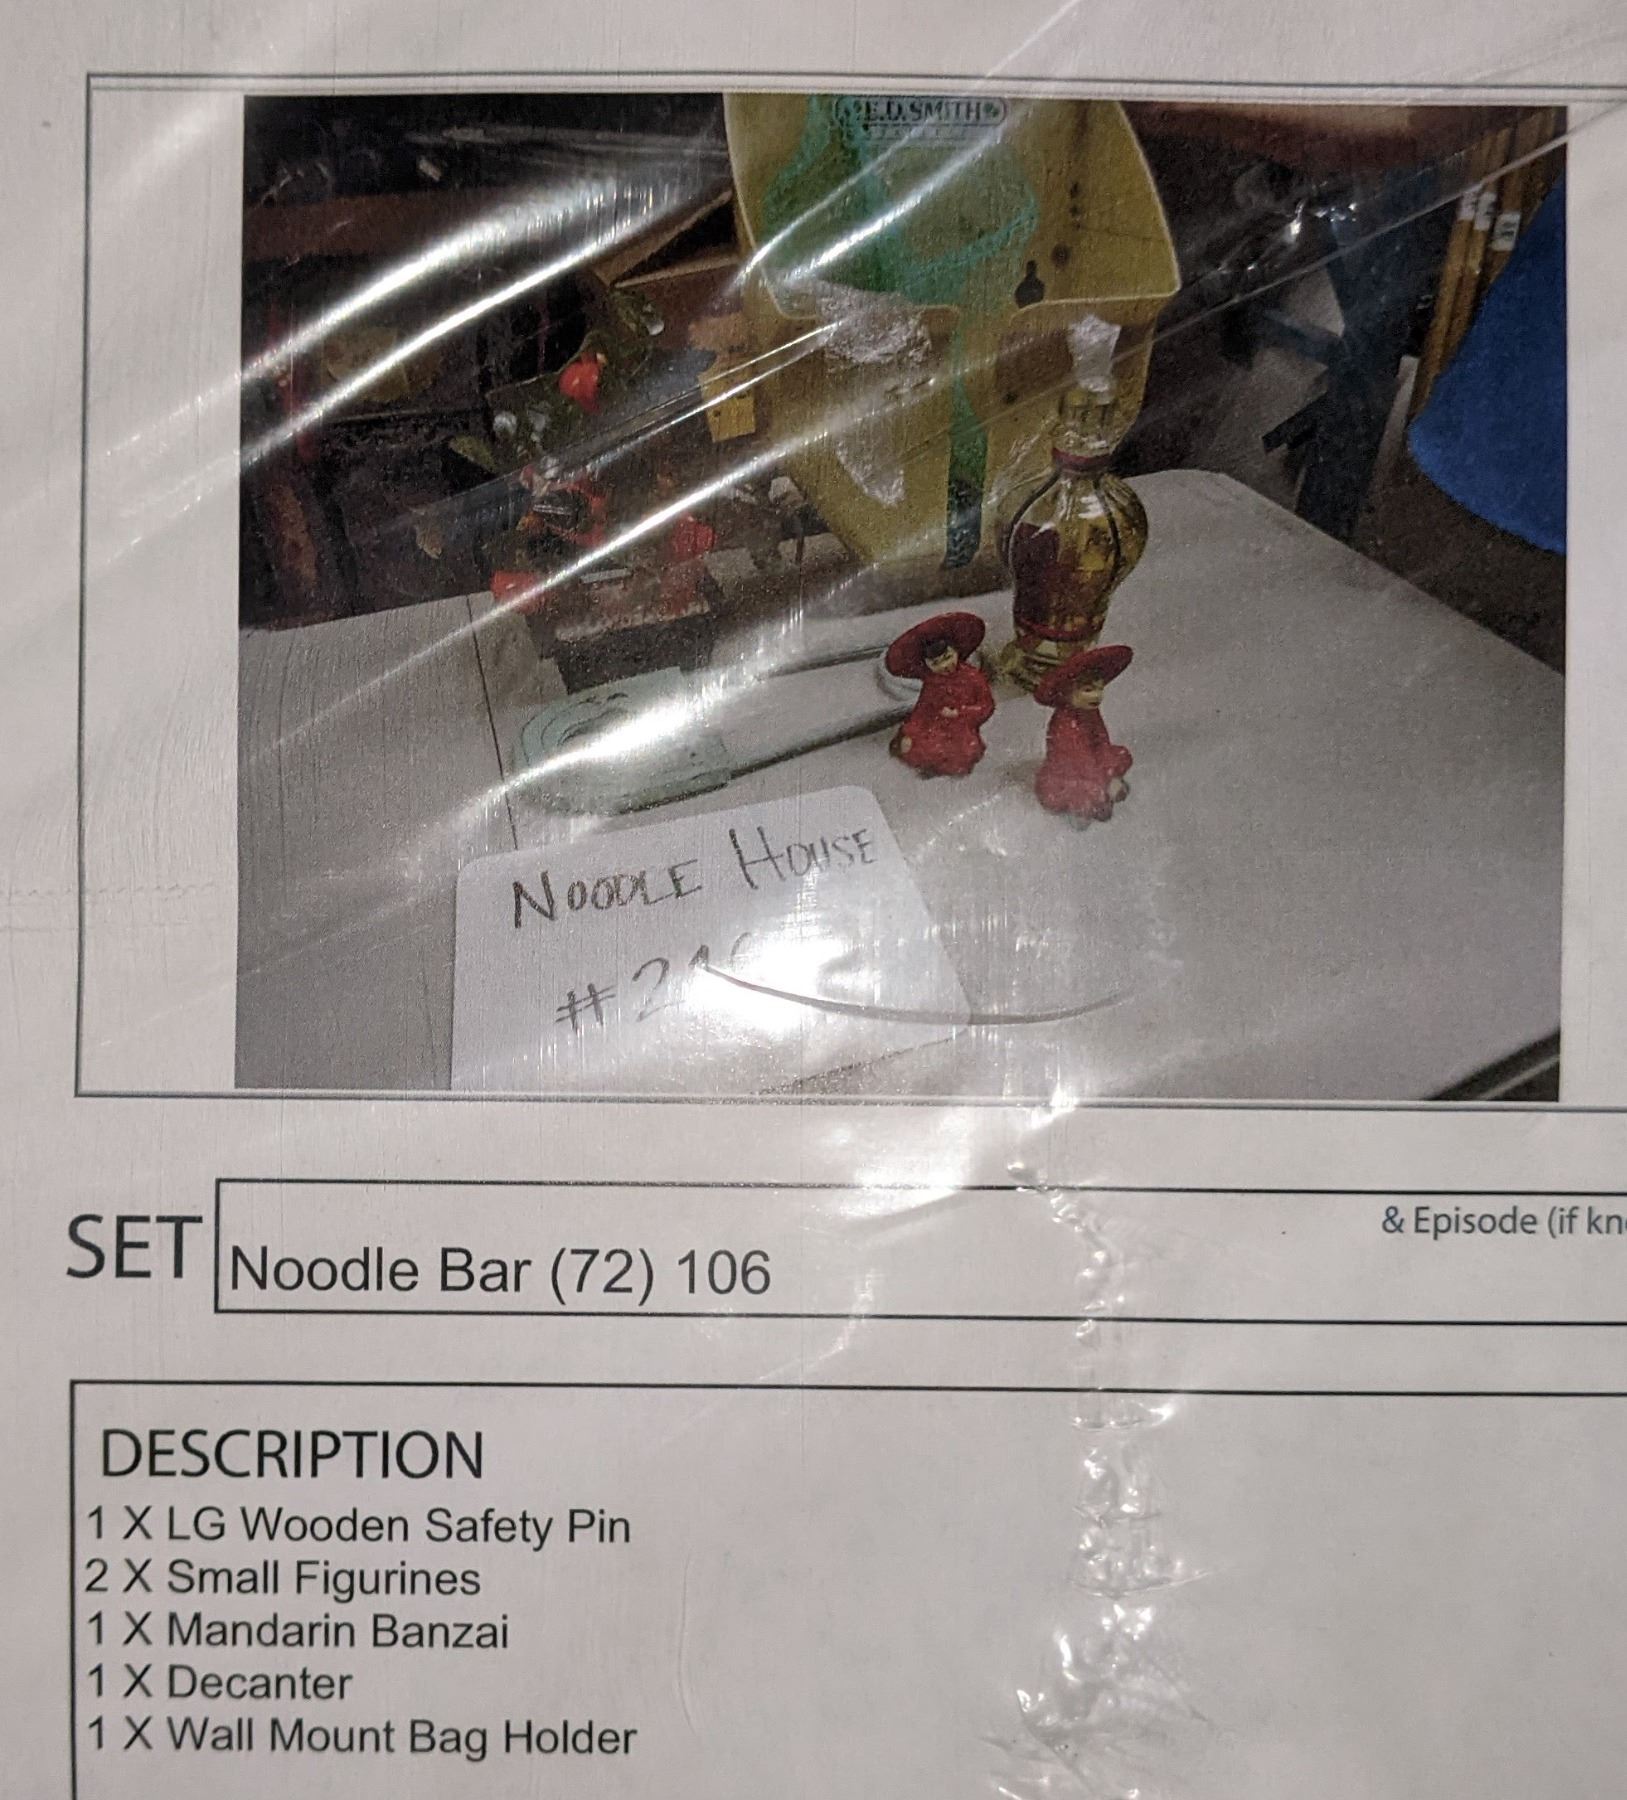 E.D. SMITH
NOODLE HOUSE
SET
Noodle Bar (72) 106
& Episode (if
DESCRIPTION
1 X LG Wooden Safety Pin
2 X Small Figurines
1 X Mandarin Banzai
1 X Decanter
1 X Wall Mount Bag Holder